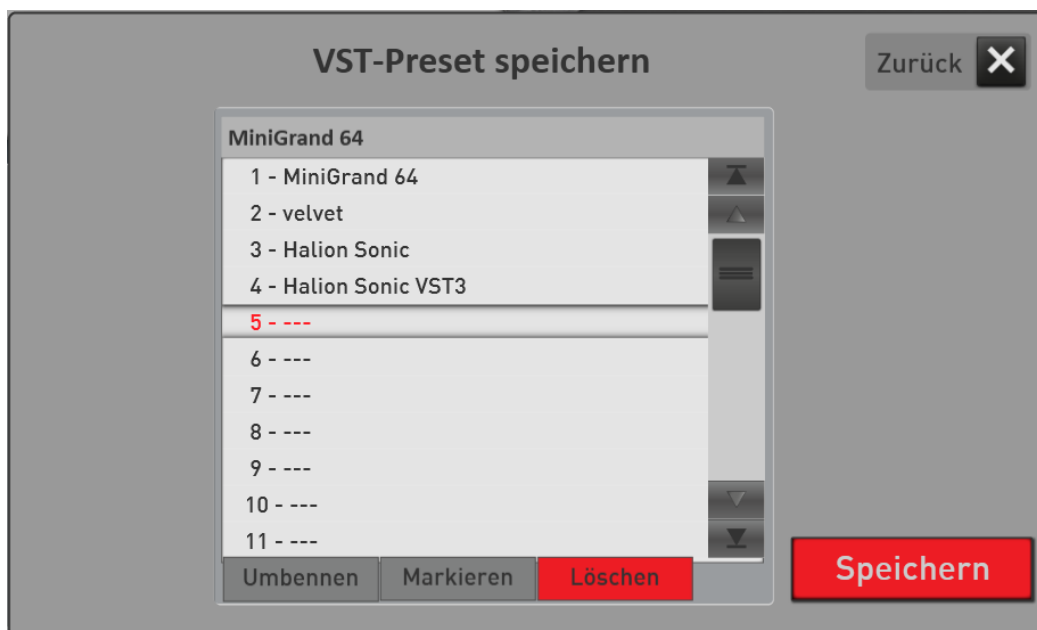 VST-Preset speichern
Zurück
MiniGrand 64
1 - MiniGrand 64
2 - velvet
3 - Halion Sonic
4 - Halion Sonic VST3
5 - ---
6 - ---
7 - ---
8 - ---
9 - ---
10 - ---
11 - ---
Umbennen Markieren Löschen
Speichern